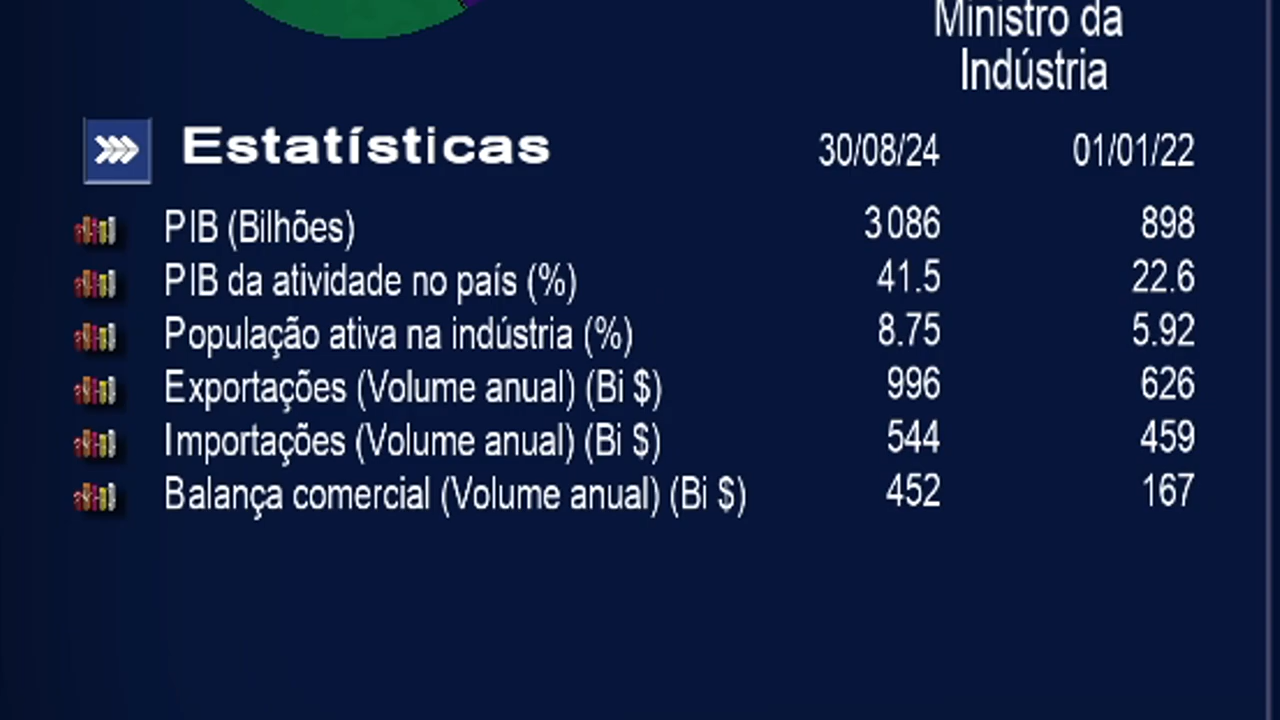 Ministro da
Indústria
Estatísticas 30/08/24 01/01/22
PIB (Bilhões) 3 086 898
PIB da atividade no país (%) 41.5 22.6
População ativa na indústria (%) 8.75 5.92
Exportações (Volume anual) (Bi $) 996 626
Importações (Volume anual) (Bi $) 544 459
Balança comercial (Volume anual) (Bi $) 452 167